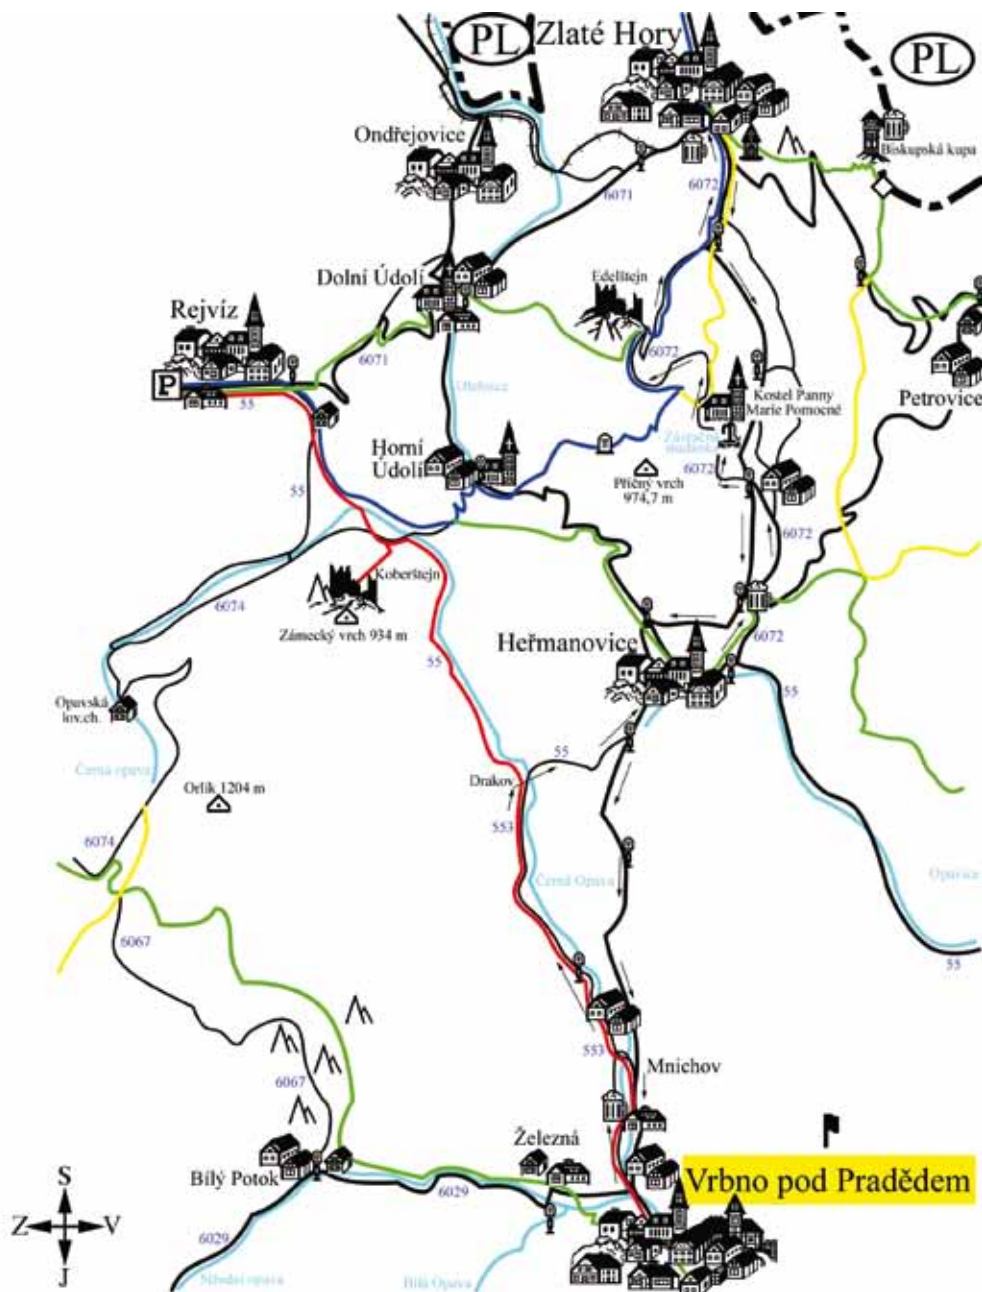 PL
Zlaté Hory
PL
Ondřejovice
Biskupská kupa
6071
6072
Dolní Údolí
Edelštejn
Rejvíz
6071
6072
P
55
Petrovice
Kostel Panny
Marie Pomocné
Horní
Údolí
6072
Příčný vrch
974,7 m
55
6072
Koberštejn
6074
Zámecký vrch 934 m
Heřmanovice
6072
55
55
Opavská
lov.ch.
55
Černá opava
Drakov
Orlík 1204 m
553
6074
Černá Opava
Opavice
6067
55
553
Mnichov
6067
Železná
Bílý Potok
Vrbno pod Pradědem
6029
S
Z
V
J
6029
Bílá Opava